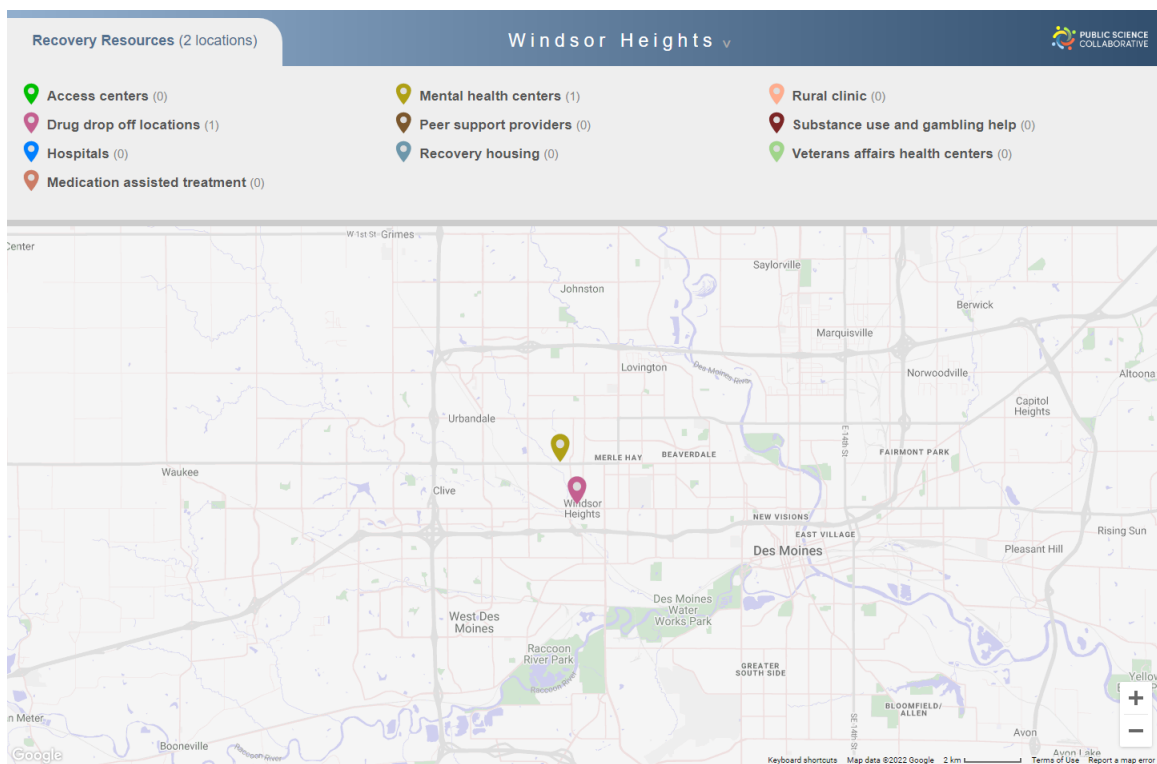 Recovery Resources (2 locations)
Windsor Heights v
PUBLIC SCIENCE
COLLABORATIVE
Access centers (0)
Mental health centers (1)
Rural clinic (0)
Drug drop off locations (1)
Peer support providers (0)
Substance use and gambling help (0)
Hospitals (0)
Recovery housing (0)
Veterans affairs health centers (0)
Medication assisted treatment (0)
W 1st St
Grimes
Center
Saylorville
Johnston
Berwick
Marquisville
Lovington
Des Moines River
Norwoodville
Altoona
Capitol
Heights
Urbandale
E 14th St
MERLE HAY
BEAVERDALE
FAIRMONT PARK
Waukee
Clive
Windsor
Heights
NEW VISIONS
EAST VILLAGE
Rising Sun
Des Moines
Pleasant Hill
Des Moines
Water
Works Park
West Des
Moines
Raccoon
River Park
Raccoon River
GREATER
SOUTH SIDE
Yellow
BLOOMFIELD/
ALLEN
n Meter
SE 14th St
Booneville
Raccoon River
Avon
Avon Lake
Google
Keyboard shortcuts
Map data ©2022 Google
2 km
Terms of Use
Report a map error